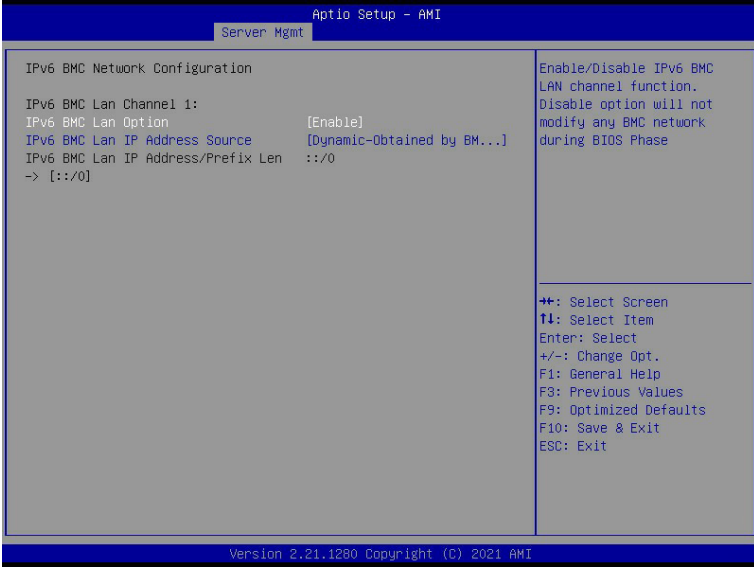 Aptio Setup - AMI
Server Mgmt
IPv6 BMC Network Configuration
IPv6 BMC Lan Channel 1:
IPv6 BMC Lan Option [Enable]
IPv6 BMC Lan IP Address Source [Dynamic-Obtained by BM...]
IPv6 BMC Lan IP Address/Prefix Len ::/0
-> [::/0]
Enable/Disable IPv6 BMC
LAN channel function.
Disable option will not
modify any BMC network
during BIOS Phase
→←: Select Screen
↑↓: Select Item
Enter: Select
+/-: Change Opt.
F1: General Help
F3: Previous Values
F9: Optimized Defaults
F10: Save & Exit
ESC: Exit
Version 2.21.1280 Copyright (C) 2021 AMI